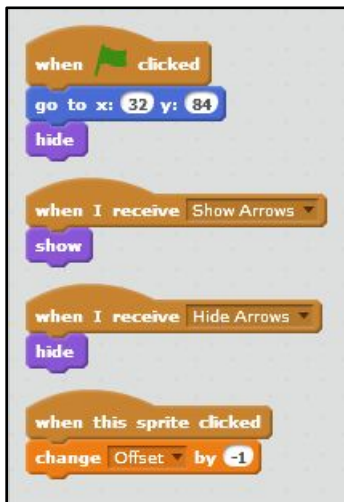 when clicked
go to x: 32 y: 84
hide
when I receive Show Arrows
show
when I receive Hide Arrows
hide
when this sprite clicked
change Offset by -1